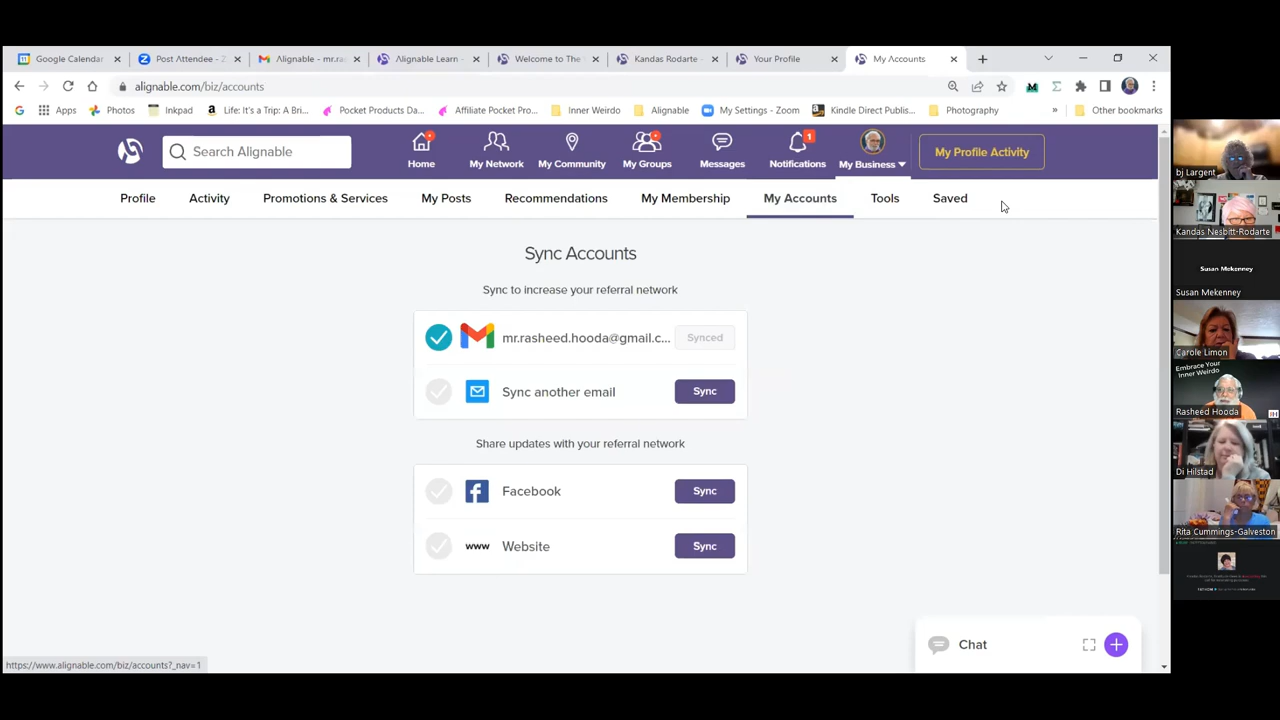 Google Calendar
Post Attendee - Z
Alignable - mr.ra
Alignable Learn -
Welcome to The
Kandas Rodarte -
Your Profile
My Accounts
alignable.com/biz/accounts
Apps
Photos
Inkpad
Life: It's a Trip: A Bri...
Pocket Products Da...
Affiliate Pocket Pro...
Inner Weirdo
Alignable
My Settings - Zoom
Kindle Direct Publis...
Photography
»
Other bookmarks
Search Alignable
Home
My Network
My Community
My Groups
Messages
1
Notifications
My Business
My Profile Activity
Profile
Activity
Promotions & Services
My Posts
Recommendations
My Membership
My Accounts
Tools
Saved
Sync Accounts
Sync to increase your referral network
mr.rasheed.hooda@gmail.c...
Synced
Sync another email
Sync
Share updates with your referral network
Facebook
Sync
www
Website
Sync
Chat
https://www.alignable.com/biz/accounts?_nav=1
bj Largent
Kandas Nesbitt-Rodarte
Susan Mekenney
Susan Mekenney
Carole Limon
Embrace Your
Inner Weirdo
Rasheed Hooda
Di Hilstad
Rita Cummings-Galveston